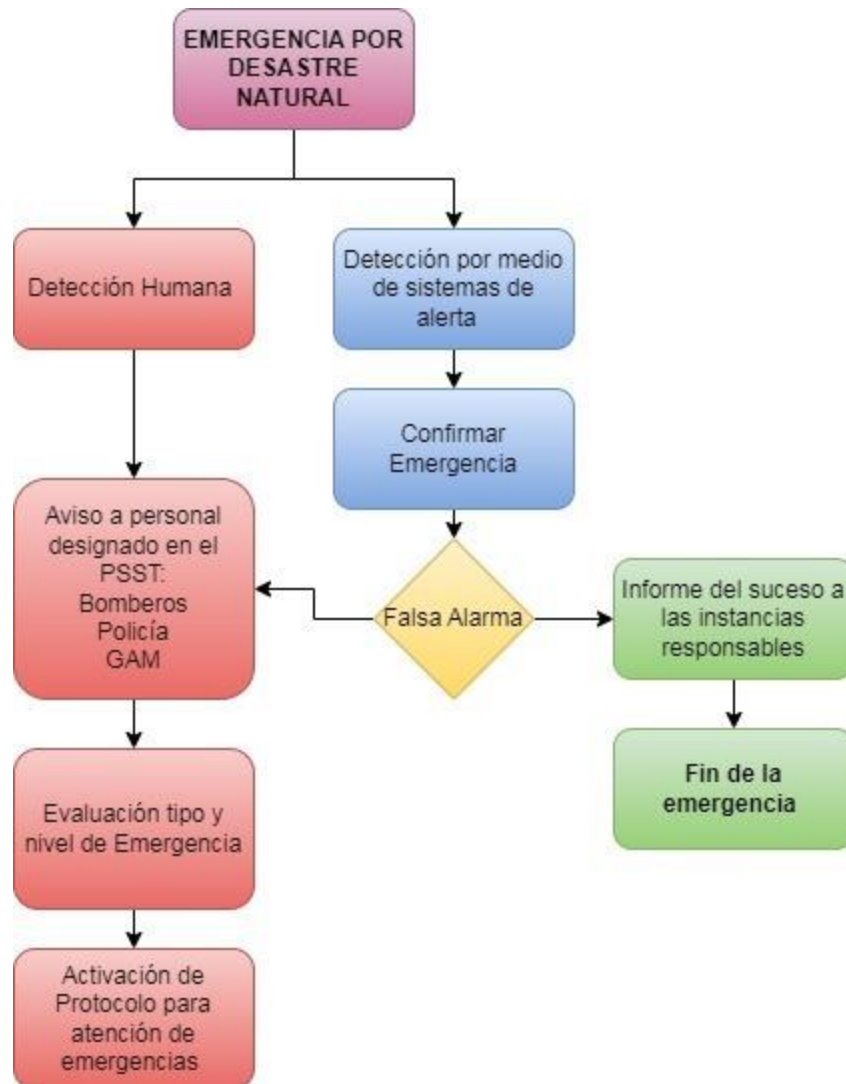 EMERGENCIA POR
DESASTRE
NATURAL
Detección Humana
Detección por medio
de sistemas de
alerta
Confirmar
Emergencia
Aviso a personal
designado en el
PSST:
Bomberos
Policía
GAM
Falsa Alarma
Informe del suceso a
las instancias
responsables
Evaluación tipo y
nivel de Emergencia
Fin de la
emergencia
Activación de
Protocolo para
atención de
emergencias